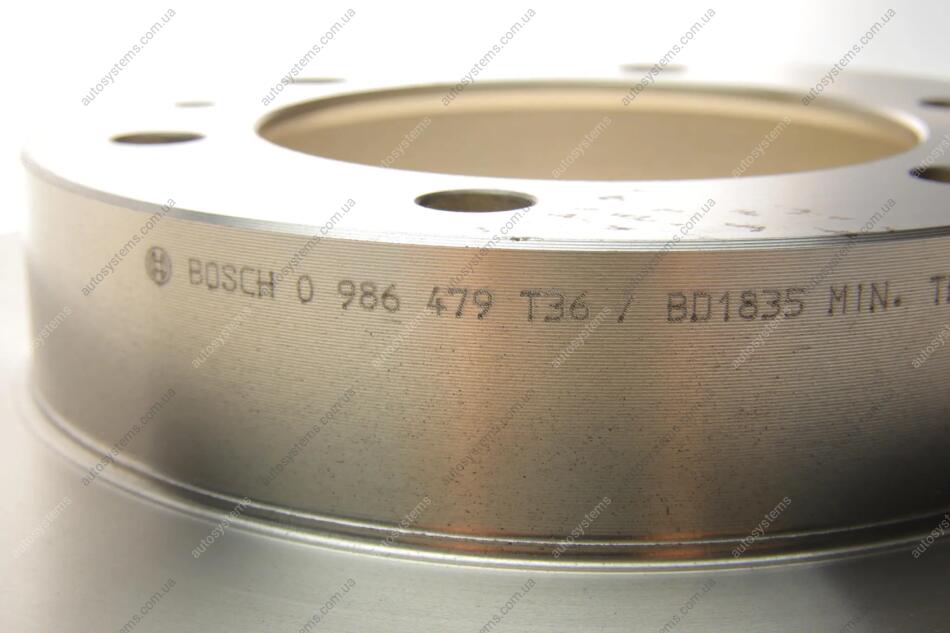 BOSCH 0 986 479 T36 / BD1835 MIN. T
autosystems.com.ua